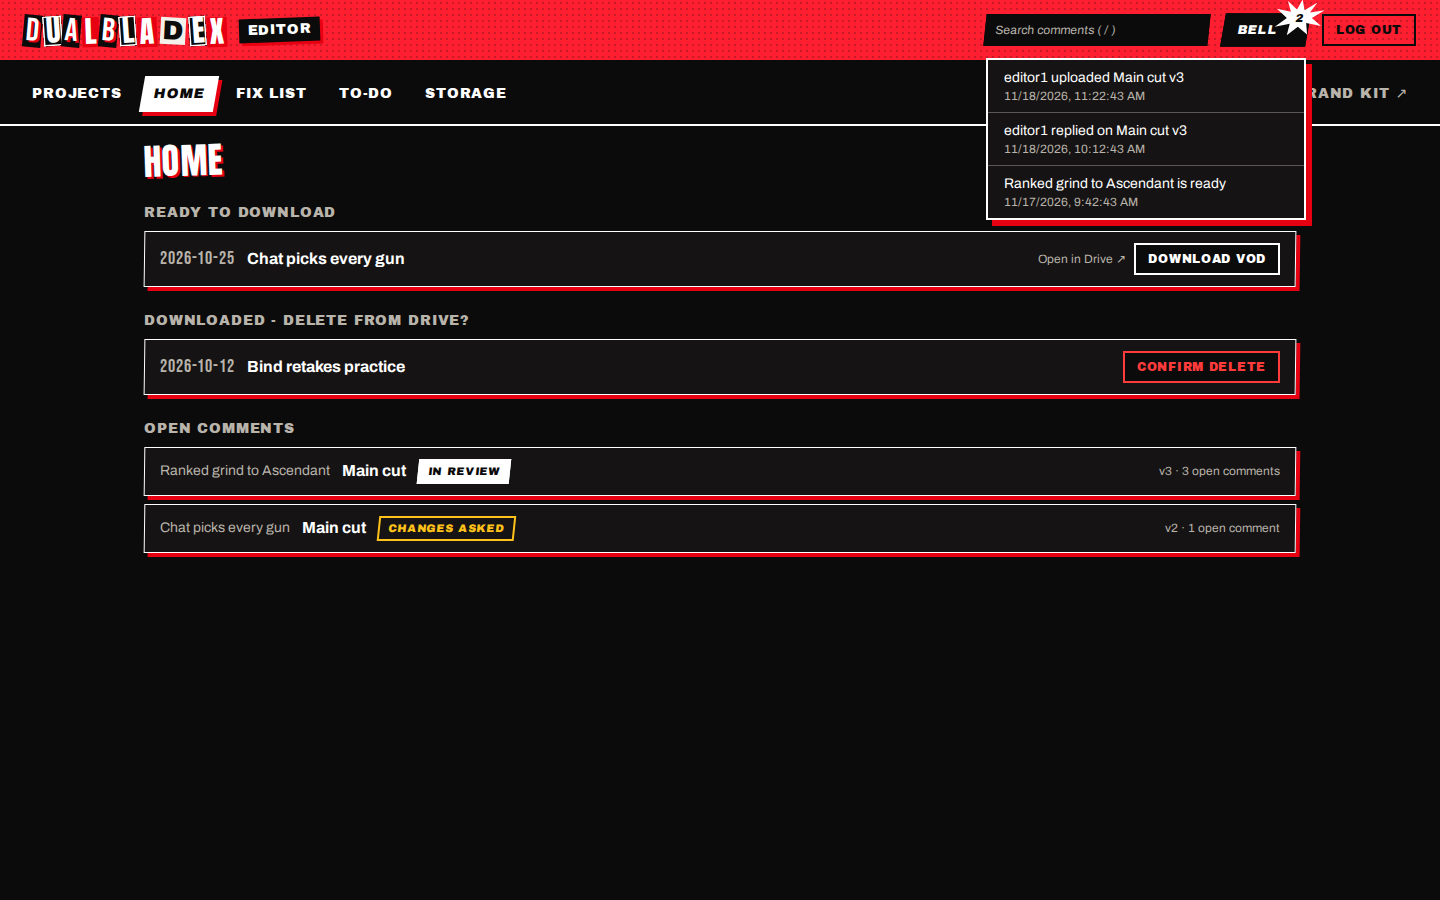 DUALBLADEX EDITOR Search comments ( / ) BELL 2 LOG OUT
PROJECTS HOME FIX LIST TO-DO STORAGE RAND KIT ↗
editor1 uploaded Main cut v3
11/18/2026, 11:22:43 AM
editor1 replied on Main cut v3
11/18/2026, 10:12:43 AM
Ranked grind to Ascendant is ready
11/17/2026, 9:42:43 AM
HOME
READY TO DOWNLOAD
2026-10-25 Chat picks every gun Open in Drive ↗ DOWNLOAD VOD
DOWNLOADED - DELETE FROM DRIVE?
2026-10-12 Bind retakes practice CONFIRM DELETE
OPEN COMMENTS
Ranked grind to Ascendant Main cut IN REVIEW v3 · 3 open comments
Chat picks every gun Main cut CHANGES ASKED v2 · 1 open comment